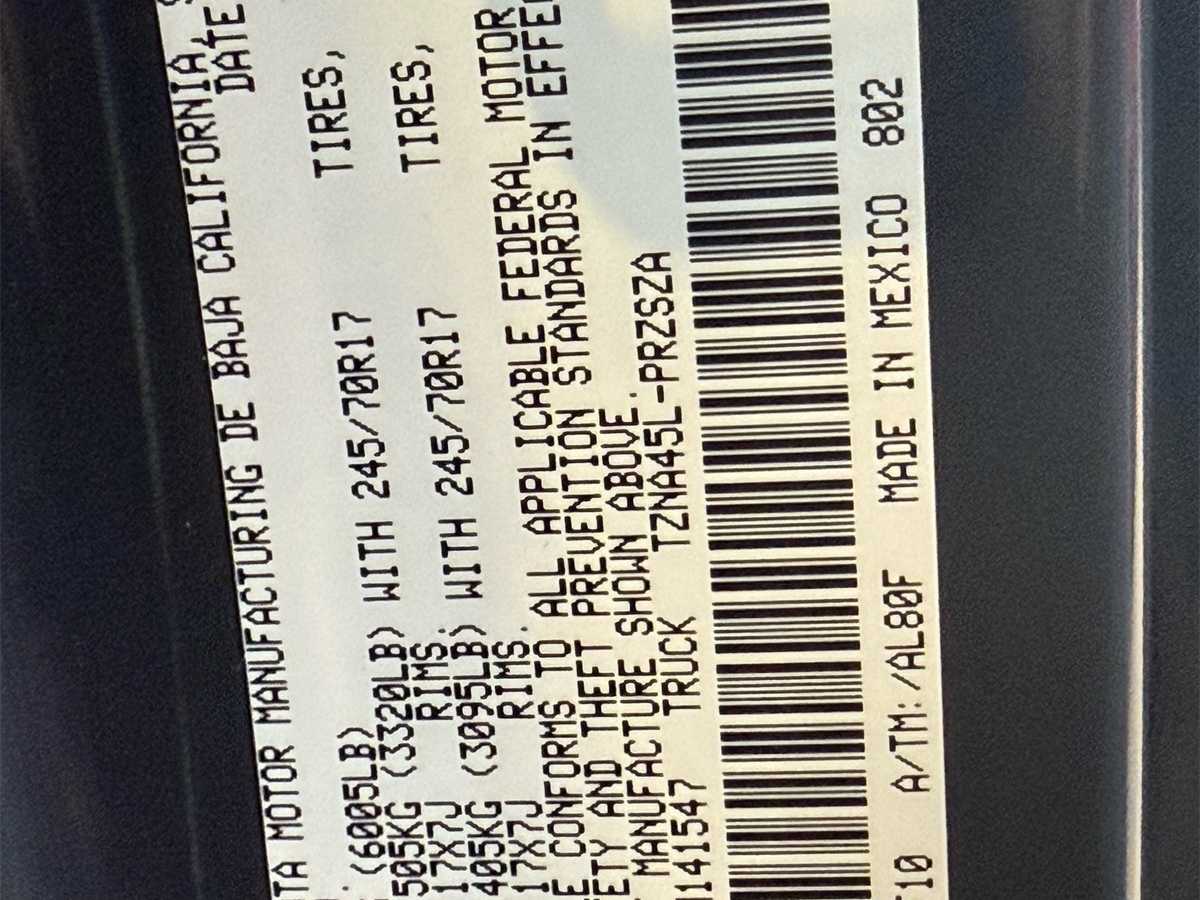 TA MOTOR MANUFACTURING DE BAJA CALIFORNIA,
DATE
(6005LB)
505KG (3320LB) WITH 245/70R17 TIRES,
17X7J RIMS.
405KG (3095LB) WITH 245/70R17 TIRES,
17X7J RIMS.
E CONFORMS TO ALL APPLICABLE FEDERAL MOTOR
ETY AND THEFT PREVENTION STANDARDS IN EFFE
MANUFACTURE SHOWN ABOVE.
141547 TRUCK TZNA45L-PRZSZA
T10 A/TM:/AL80F MADE IN MEXICO 802